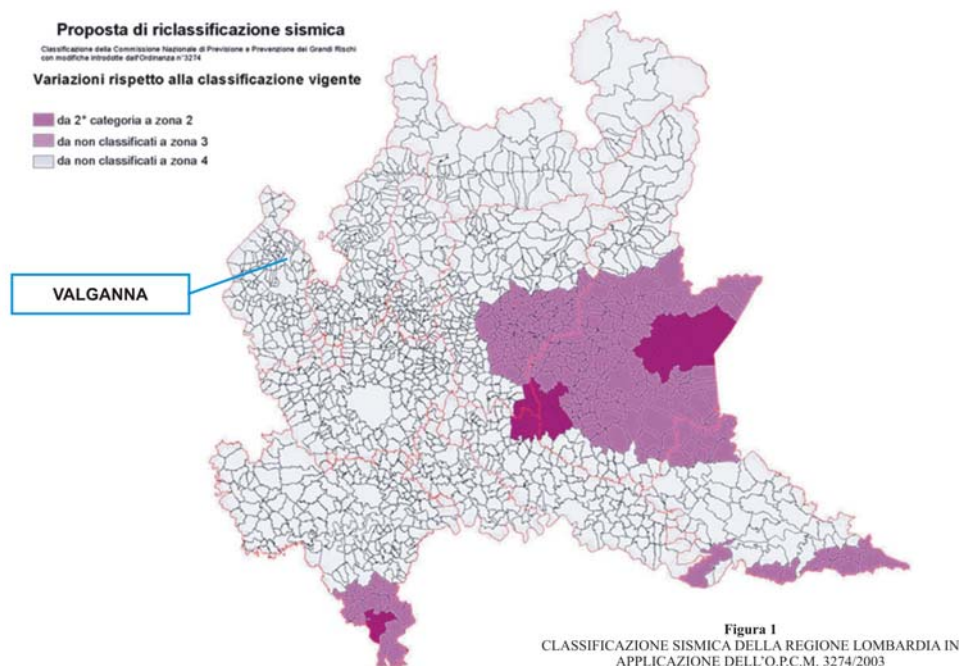 Proposta di riclassificazione sismica
Classificazione della Commissione Nazionale di Previsione e Prevenzione dei Grandi Rischi
con modifiche introdotte dell'Ordinanza n°3274
Variazioni rispetto alla classificazione vigente
da 2ª categoria a zona 2
da non classificati a zona 3
da non classificati a zona 4
VALGANNA
Figura 1
CLASSIFICAZIONE SISMICA DELLA REGIONE LOMBARDIA IN
APPLICAZIONE DELL'O.P.C.M. 3274/2003